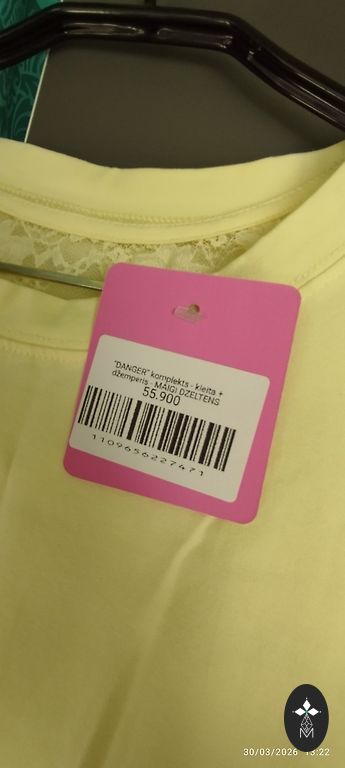 "DANGER" komplekts - kleita +
džemperis - MAIGI DZELTENS
55.900
1109656227471
M
30/03/2026 13:22